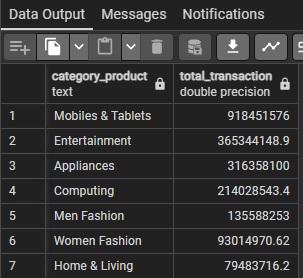 Data Output Messages Notifications
category_product total_transaction
text double precision
1 Mobiles & Tablets 918451576
2 Entertainment 365344148.9
3 Appliances 316358100
4 Computing 214028543.4
5 Men Fashion 135588253
6 Women Fashion 93014970.62
7 Home & Living 79483716.2